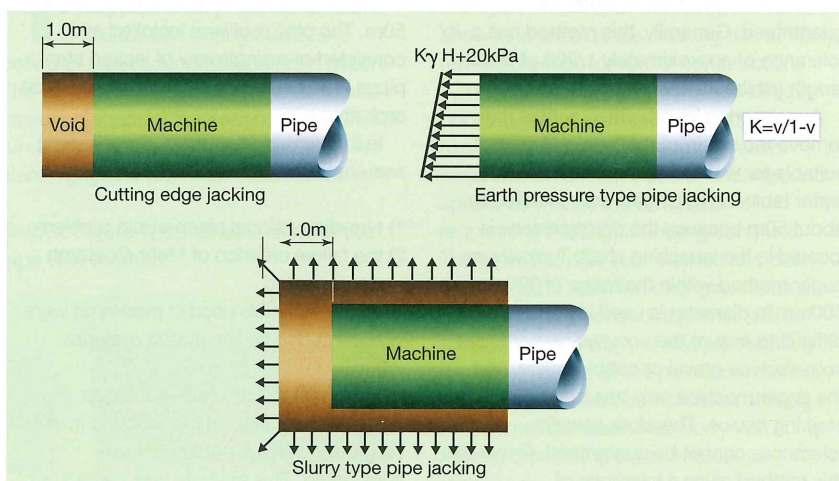 1.0m
Void
Machine
Pipe
Cutting edge jacking
Kγ H+20kPa
Machine
Pipe
K=v/1-v
Earth pressure type pipe jacking
1.0m
Machine
Pipe
Slurry type pipe jacking